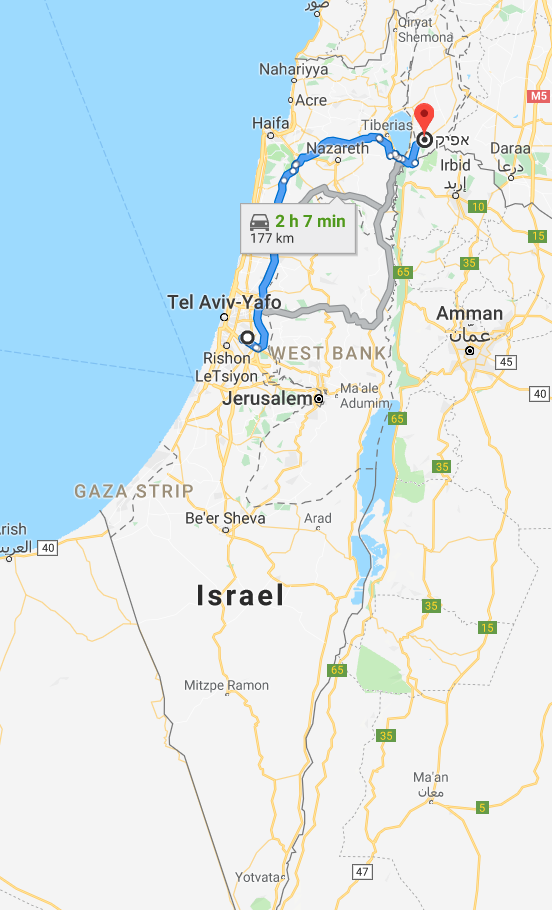 صور
Qiryat
Shemona
Nahariyya
M5
Acre
Haifa
Tiberias
אפיק
Nazareth
Daraa
درعا
Irbid
إربد
10
2 h 7 min
177 km
15
35
65
Tel Aviv-Yafo
Amman
عمان
Rishon
LeTsiyon
WEST BANK
45
Jerusalem
Ma'ale
Adumim
40
65
35
GAZA STRIP
Be'er Sheva
Arad
40
Israel
35
15
65
Mitzpe Ramon
35
Ma'an
معان
5
47
Yotvata